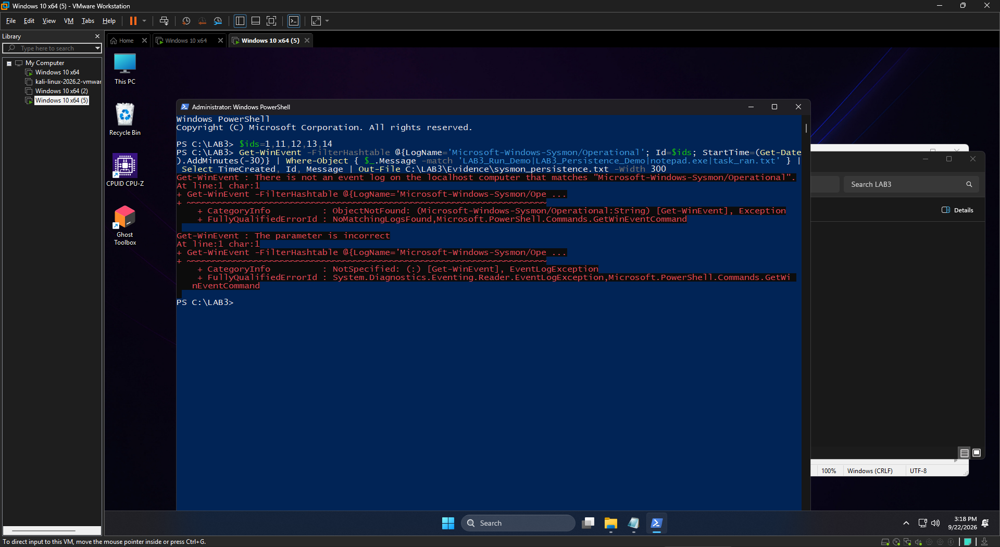 Windows 10 x64 (5) - VMware Workstation
File Edit View VM Tabs Help
Library
Type here to search
My Computer
Windows 10 x64
kali-linux-2026.2-vmwar
Windows 10 x64 (2)
Windows 10 x64 (5)
Home
Windows 10 x64
Windows 10 x64 (5)
This PC
Recycle Bin
CPUID CPU-Z
Ghost
Toolbox
Administrator: Windows PowerShell
Windows PowerShell
Copyright (C) Microsoft Corporation. All rights reserved.
PS C:\LAB3> $ids=1,11,12,13,14
PS C:\LAB3> Get-WinEvent -FilterHashtable @{LogName='Microsoft-Windows-Sysmon/Operational'; Id=$ids; StartTime=(Get-Date
).AddMinutes(-30)} | Where-Object { $_.Message -match 'LAB3_Run_Demo|LAB3_Persistence_Demo|notepad.exe|task_ran.txt' } |
Select TimeCreated, Id, Message | Out-File C:\LAB3\Evidence\sysmon_persistence.txt -Width 300
Get-WinEvent : There is not an event log on the localhost computer that matches "Microsoft-Windows-Sysmon/Operational".
At line:1 char:1
+ Get-WinEvent -FilterHashtable @{LogName='Microsoft-Windows-Sysmon/Ope ...
+ ~~~~~~~~~~~~~~~~~~~~~~~~~~~~~~~~~~~~~~~~~~~~~~~~~~~~~~~~~~~~~~~~~~~~~
+ CategoryInfo : ObjectNotFound: (Microsoft-Windows-Sysmon/Operational:String) [Get-WinEvent], Exception
+ FullyQualifiedErrorId : NoMatchingLogsFound,Microsoft.PowerShell.Commands.GetWinEventCommand
Get-WinEvent : The parameter is incorrect
At line:1 char:1
+ Get-WinEvent -FilterHashtable @{LogName='Microsoft-Windows-Sysmon/Ope ...
+ ~~~~~~~~~~~~~~~~~~~~~~~~~~~~~~~~~~~~~~~~~~~~~~~~~~~~~~~~~~~~~~~~~~~~~
+ CategoryInfo : NotSpecified: (:) [Get-WinEvent], EventLogException
+ FullyQualifiedErrorId : System.Diagnostics.Eventing.Reader.EventLogException,Microsoft.PowerShell.Commands.GetWi
nEventCommand
PS C:\LAB3>
Search LAB3
Details
100% Windows (CRLF) UTF-8
Search
3:18 PM
9/22/2026
To direct input to this VM, move the mouse pointer inside or press Ctrl+G.